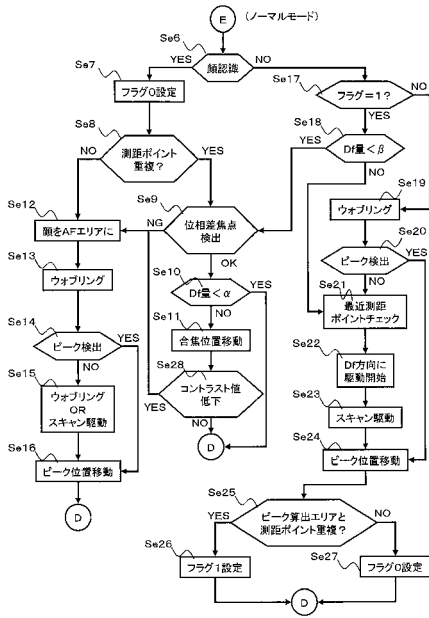 E
(ノーマルモード)
Se6
顔認識
YES
NO
Se7
フラグ0設定
Se17
フラグ=1?
NO
YES
Se8
測距ポイント
重複?
NO
YES
Se18
Df量<β
YES
NO
Se9
位相差焦点
検出
NG
OK
Se12
顔をAFエリアに
Se13
ウォブリング
Se14
ピーク検出
YES
NO
Se15
ウォブリング
OR
スキャン駆動
Se16
ピーク位置移動
D
Se10
Df量<α
YES
NO
Se11
合焦位置移動
Se28
コントラスト値
低下
YES
NO
D
Se19
ウォブリング
Se20
ピーク検出
YES
NO
Se21
最近測距
ポイントチェック
Se22
Df方向に
駆動開始
Se23
スキャン駆動
Se24
ピーク位置移動
Se25
ピーク算出エリアと
測距ポイント重複?
YES
NO
Se26
フラグ1設定
Se27
フラグ0設定
D